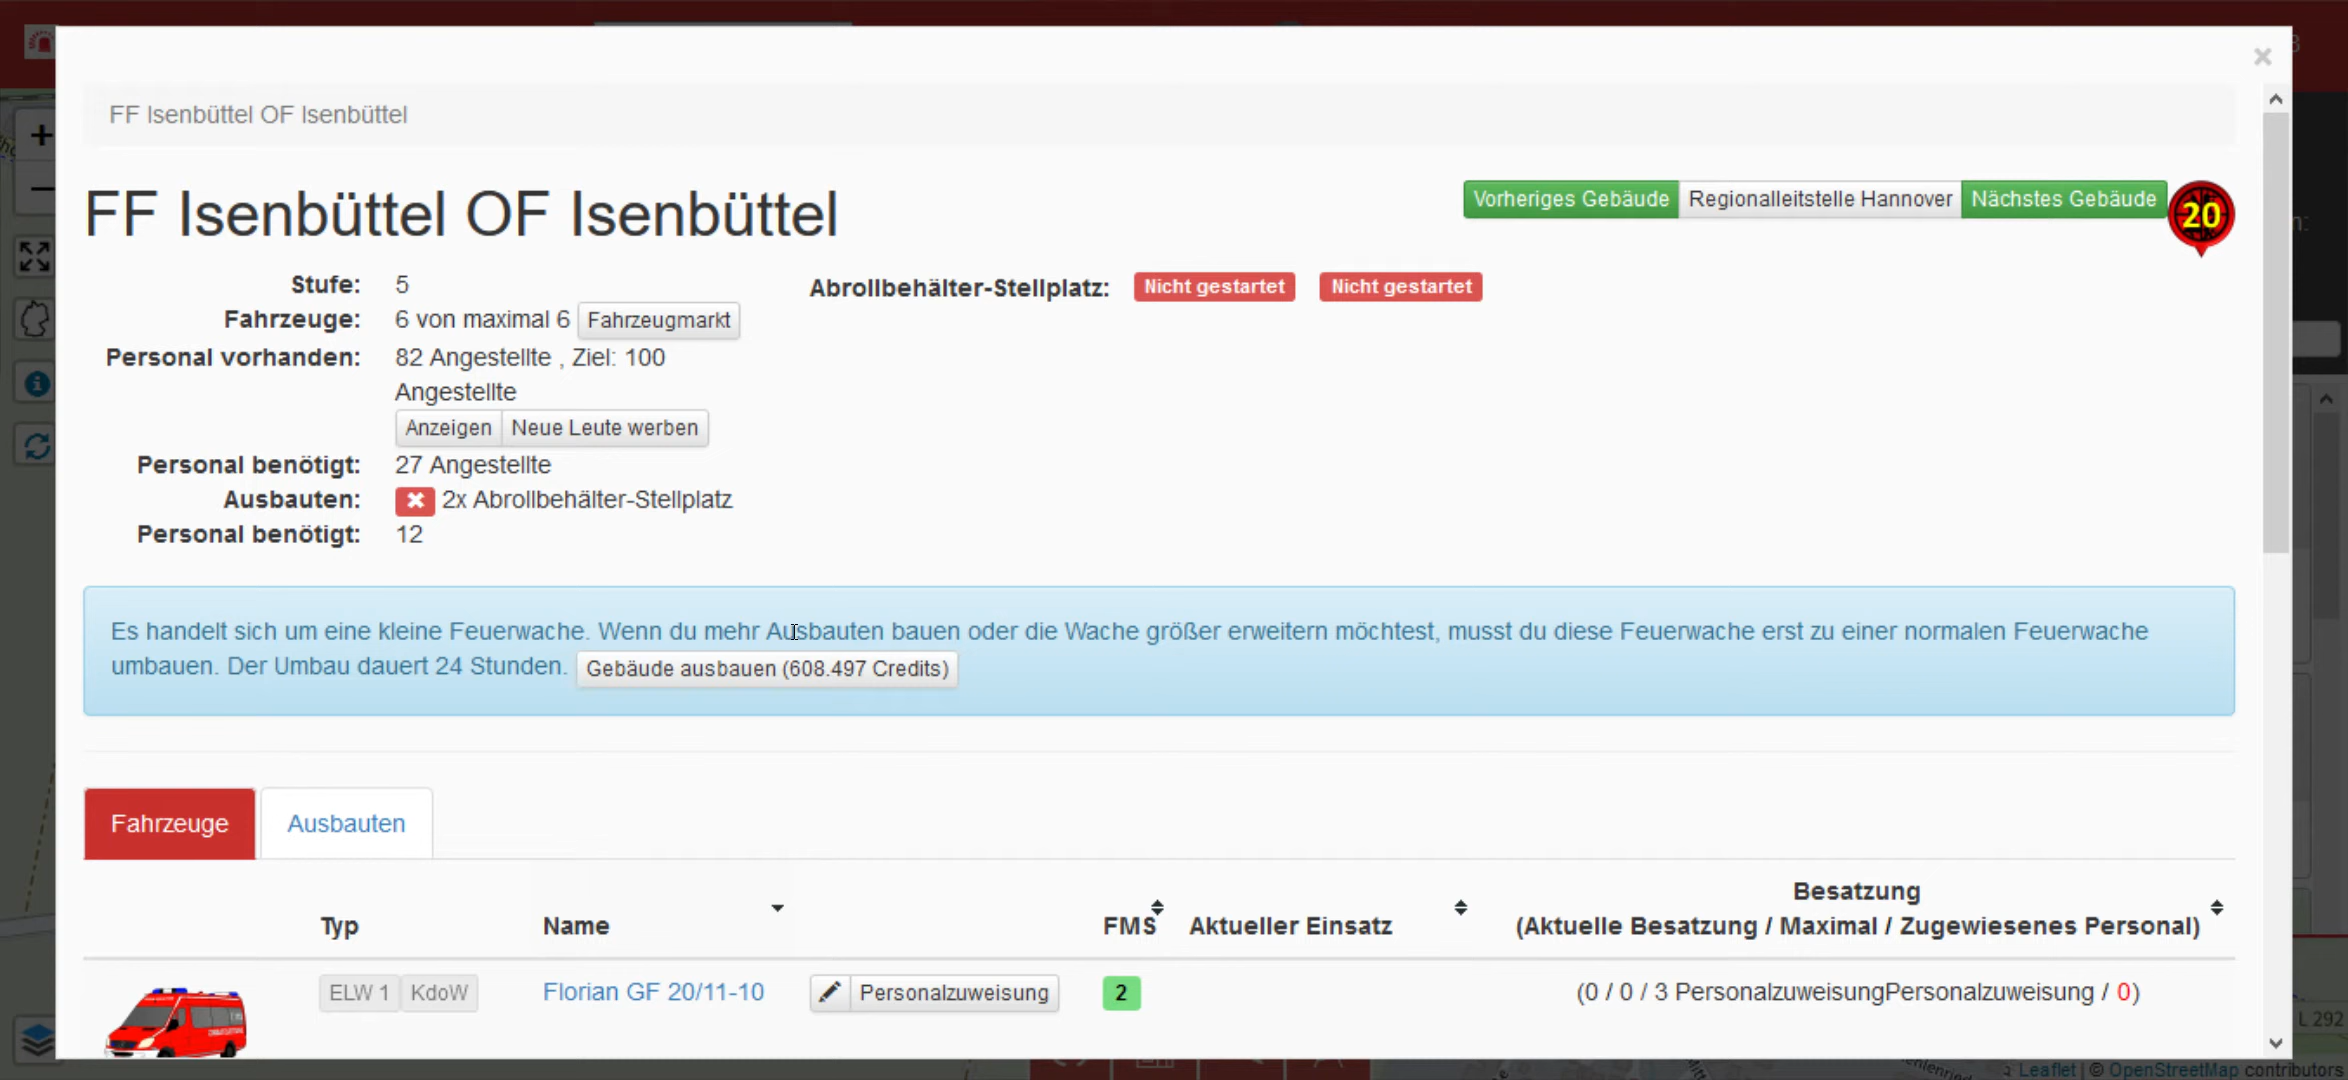 FF Isenbüttel OF Isenbüttel
FF Isenbüttel OF Isenbüttel
Vorheriges Gebäude Regionalleitstelle Hannover Nächstes Gebäude 20
Stufe: 5
Abrollbehälter-Stellplatz: Nicht gestartet Nicht gestartet
Fahrzeuge: 6 von maximal 6 Fahrzeugmarkt
Personal vorhanden: 82 Angestellte , Ziel: 100
Angestellte
Anzeigen Neue Leute werben
Personal benötigt: 27 Angestellte
Ausbauten: 2x Abrollbehälter-Stellplatz
Personal benötigt: 12
Es handelt sich um eine kleine Feuerwache. Wenn du mehr Ausbauten bauen oder die Wache größer erweitern möchtest, musst du diese Feuerwache erst zu einer normalen Feuerwache
umbauen. Der Umbau dauert 24 Stunden. Gebäude ausbauen (608.497 Credits)
Fahrzeuge Ausbauten
Besatzung
Typ Name FMS Aktueller Einsatz (Aktuelle Besatzung / Maximal / Zugewiesenes Personal)
ELW 1 KdoW Florian GF 20/11-10 Personalzuweisung 2 (0 / 0 / 3 PersonalzuweisungPersonalzuweisung / 0)
L 292
Leaflet | © OpenStreetMap contributors